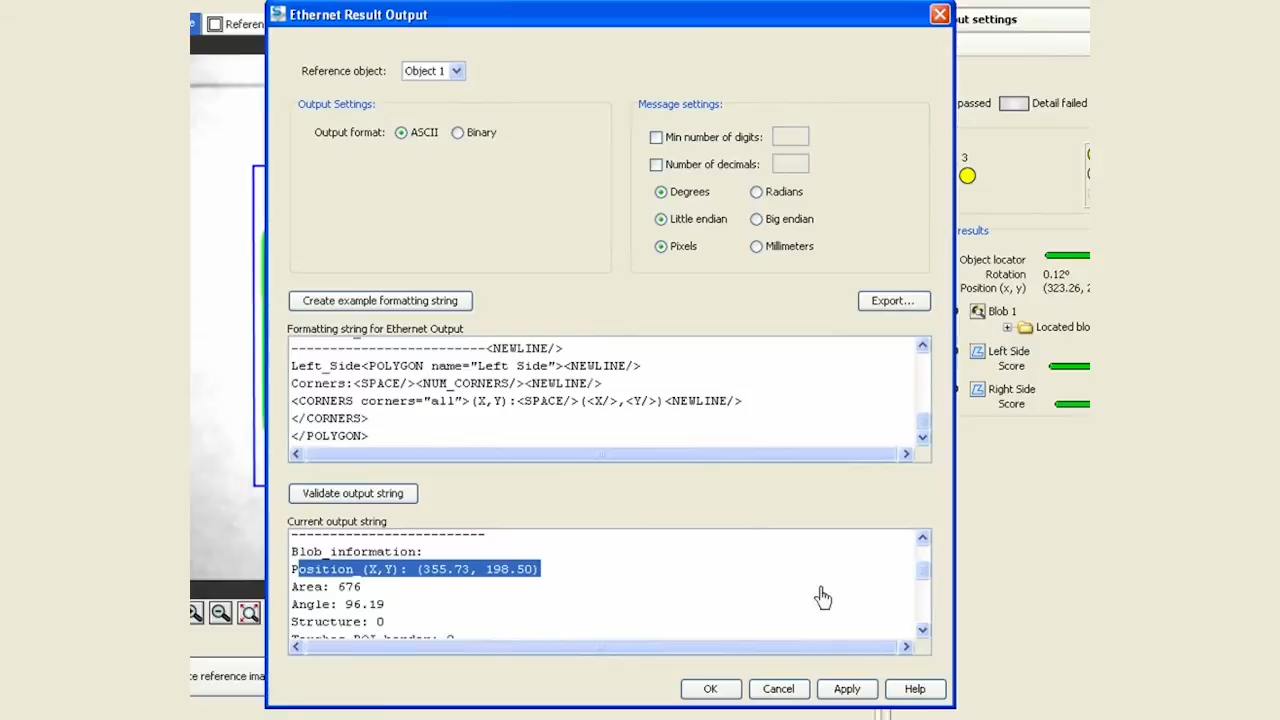 Ethernet Result Output
Referen
ut settings
Reference object: Object 1
Output Settings:
Output format: ASCII Binary
Message settings:
Min number of digits:
Number of decimals:
Degrees Radians
Little endian Big endian
Pixels Millimeters
passed Detail failed
3
results
Object locator
Rotation 0.12º
Position (x, y) (323.26, 2
Blob 1
Located blo
Left Side
Score
Right Side
Score
Create example formatting string
Export...
Formatting string for Ethernet Output
-------------------------<NEWLINE/>
Left_Side<POLYGON name="Left Side"><NEWLINE/>
Corners:<SPACE/><NUM_CORNERS/><NEWLINE/>
<CORNERS corners="all">(X,Y):<SPACE/>(<X/>,<Y/>)<NEWLINE/>
</CORNERS>
</POLYGON>
Validate output string
Current output string
-------------------------
Blob_information:
Position_(X,Y): (355.73, 198.50)
Area: 676
Angle: 96.19
Structure: 0
e reference ima
OK Cancel Apply Help